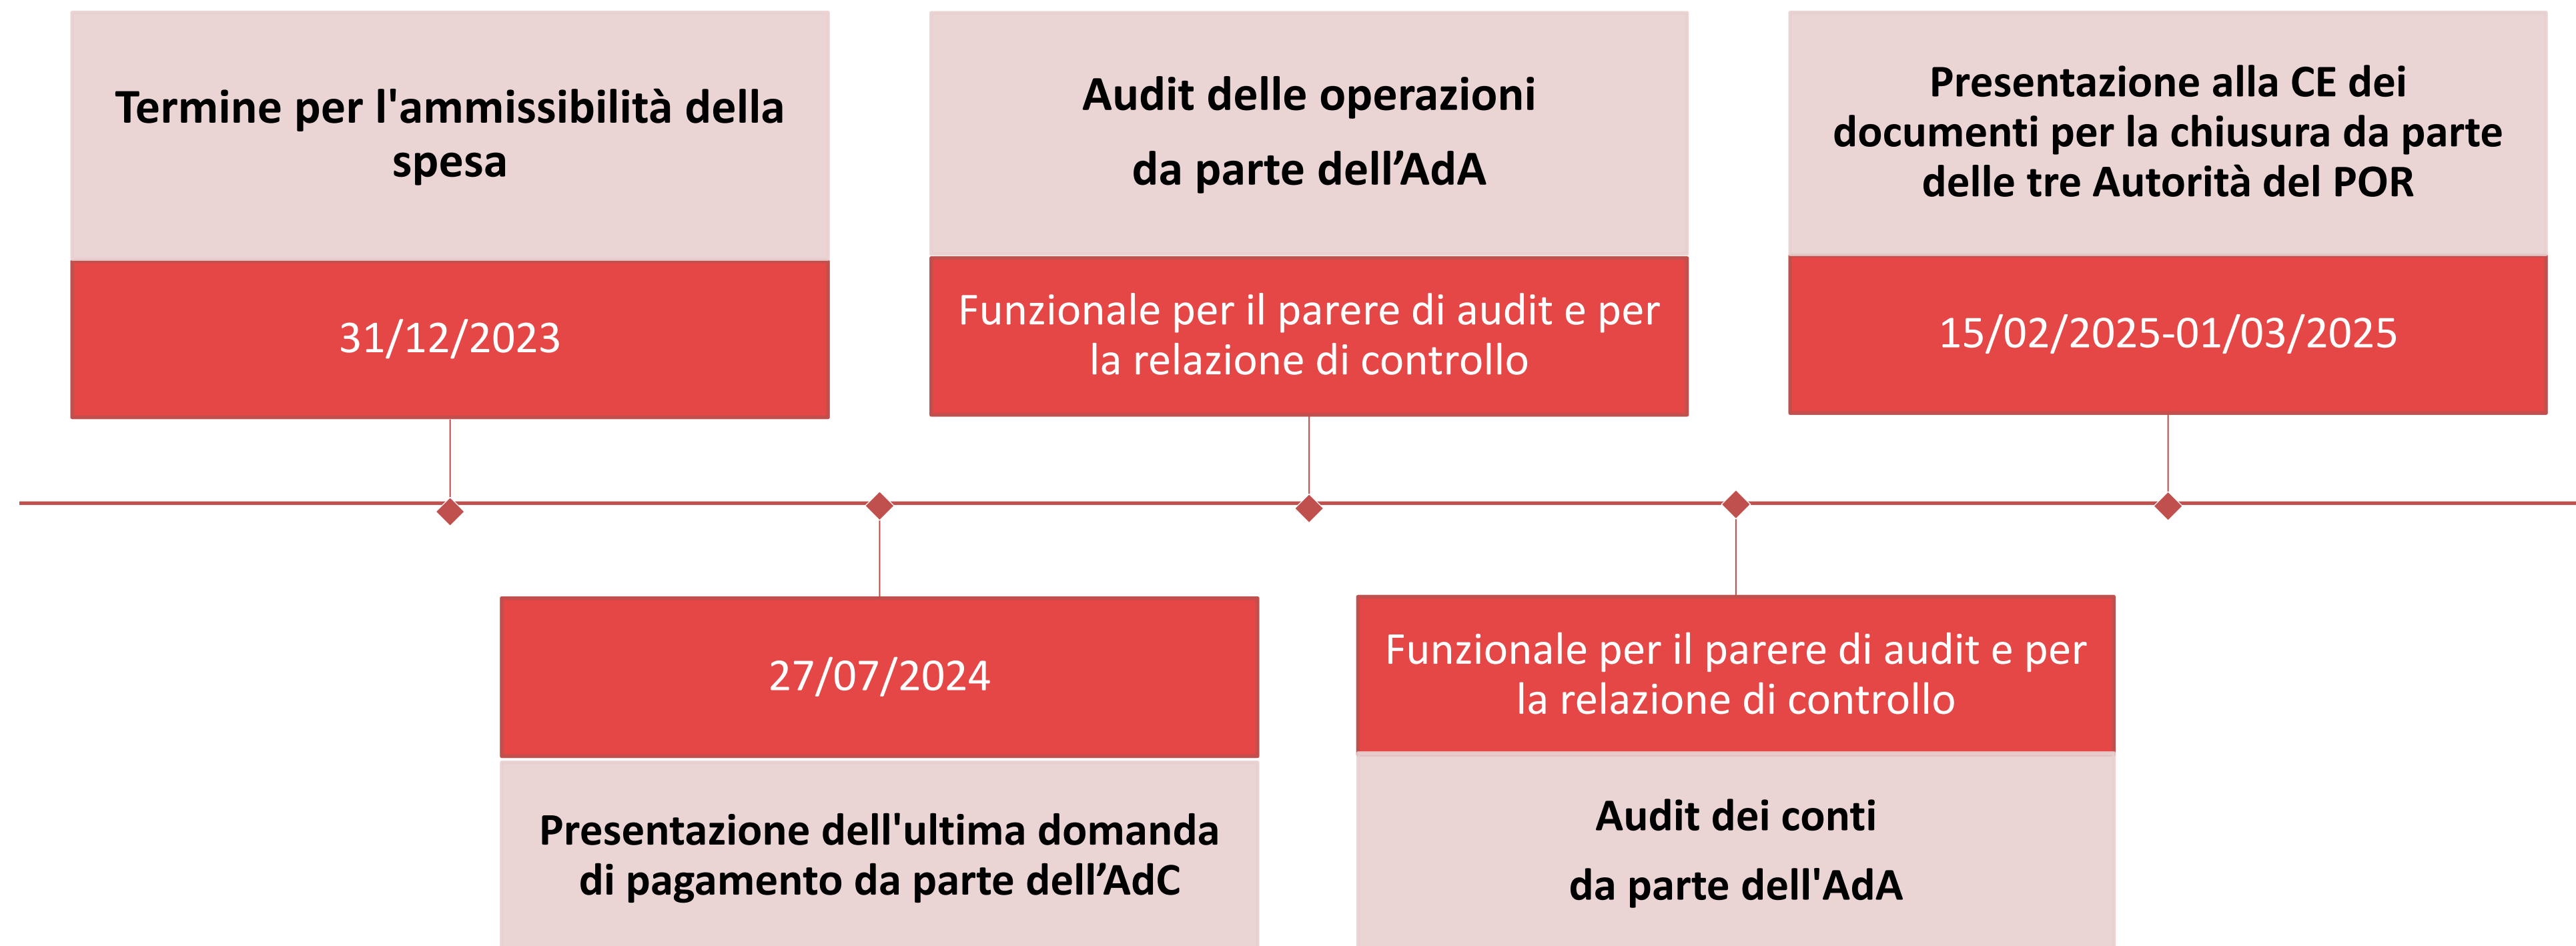 Termine per l'ammissibilità della
spesa
31/12/2023
Audit delle operazioni
da parte dell’AdA
Funzionale per il parere di audit e per
la relazione di controllo
Presentazione alla CE dei
documenti per la chiusura da parte
delle tre Autorità del POR
15/02/2025-01/03/2025
27/07/2024
Presentazione dell'ultima domanda
di pagamento da parte dell’AdC
Funzionale per il parere di audit e per
la relazione di controllo
Audit dei conti
da parte dell'AdA